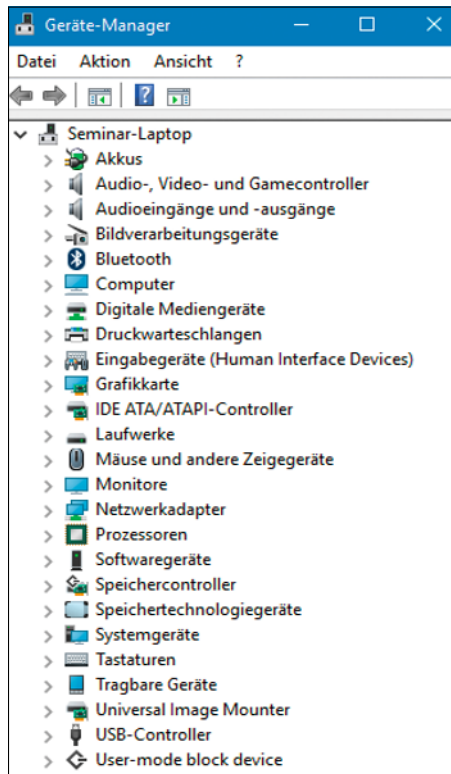 Geräte-Manager
Datei Aktion Ansicht ?
Seminar-Laptop
Akkus
Audio-, Video- und Gamecontroller
Audioeingänge und -ausgänge
Bildverarbeitungsgeräte
Bluetooth
Computer
Digitale Mediengeräte
Druckwarteschlangen
Eingabegeräte (Human Interface Devices)
Grafikkarte
IDE ATA/ATAPI-Controller
Laufwerke
Mäuse und andere Zeigegeräte
Monitore
Netzwerkadapter
Prozessoren
Softwaregeräte
Speichercontroller
Speichertechnologiegeräte
Systemgeräte
Tastaturen
Tragbare Geräte
Universal Image Mounter
USB-Controller
User-mode block device